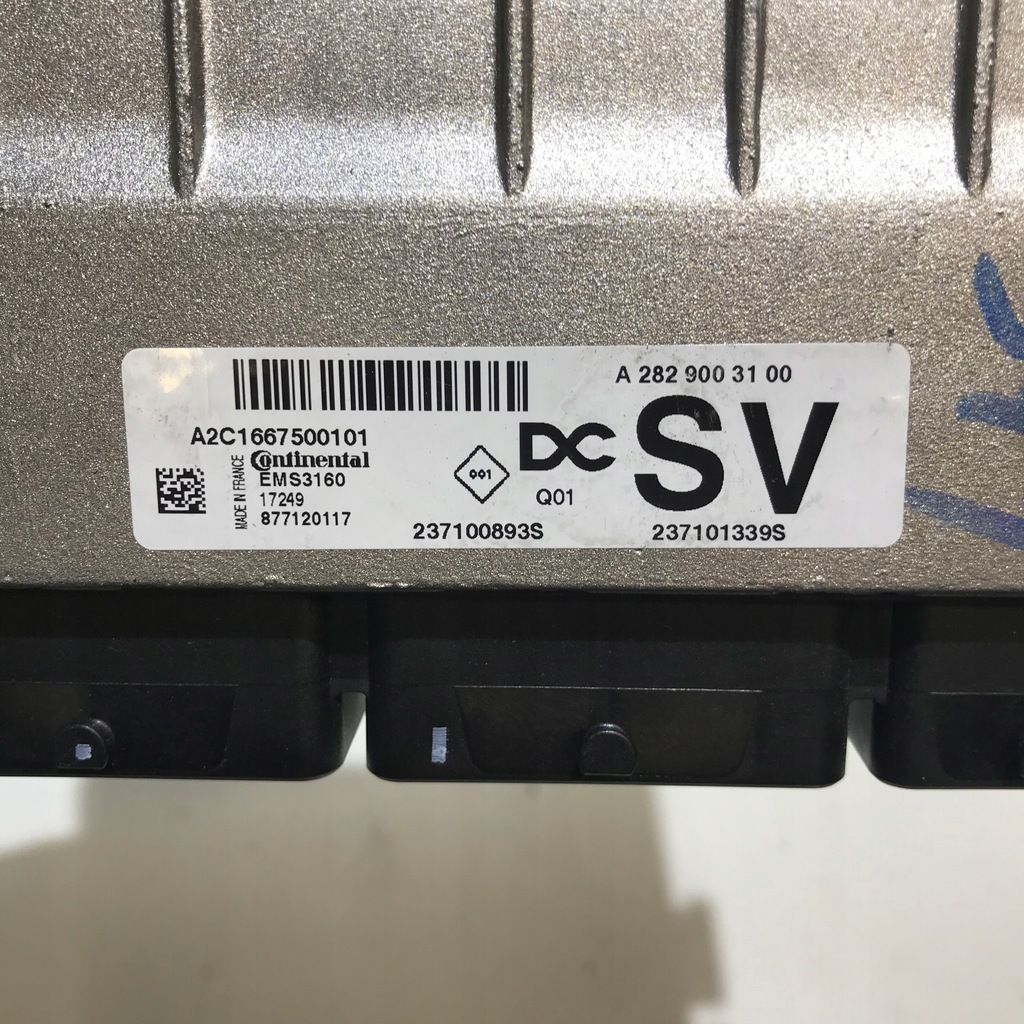 A 282 900 31 00
A2C1667500101
MADE IN FRANCE
Continental
EMS3160
17249
877120117
DC
Q01
SV
237100893S
237101339S